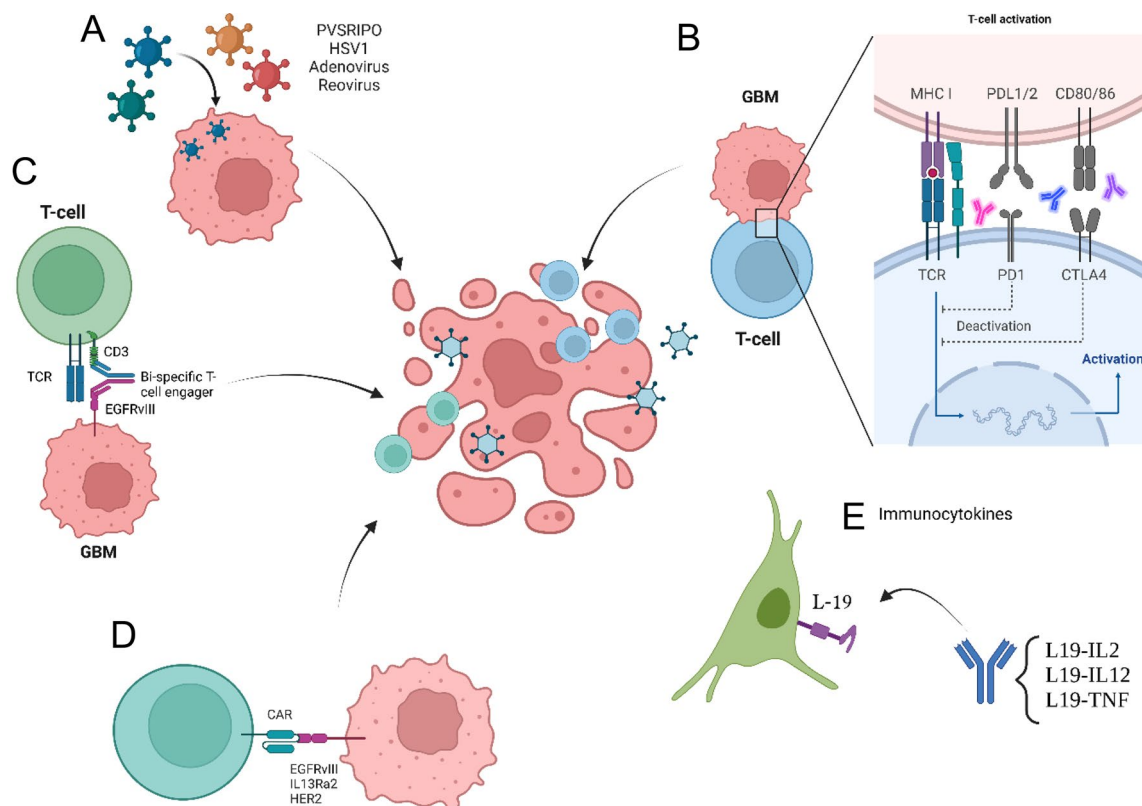 A
PVSRIPO
HSV1
Adenovirus
Reovirus
B
GBM
T-cell
T-cell activation
MHC I
PDL1/2
CD80/86
TCR
PD1
CTLA4
Deactivation
Activation
C
T-cell
CD3
TCR
Bi-specific T-
cell engager
EGFRvIII
GBM
D
CAR
EGFRvIII
IL13Ra2
HER2
E
Immunocytokines
L-19
L19-IL2
L19-IL12
L19-TNF